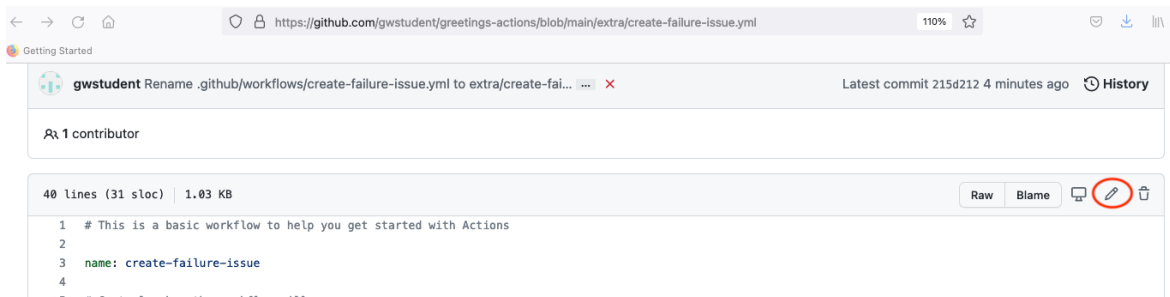 https://github.com/gwstudent/greetings-actions/blob/main/extra/create-failure-issue.yml 110%
Getting Started
gwstudent Rename .github/workflows/create-failure-issue.yml to extra/create-fai... ... Latest commit 215d212 4 minutes ago History
1 contributor
40 lines (31 sloc) 1.03 KB Raw Blame
1 # This is a basic workflow to help you get started with Actions
2
3 name: create-failure-issue
4